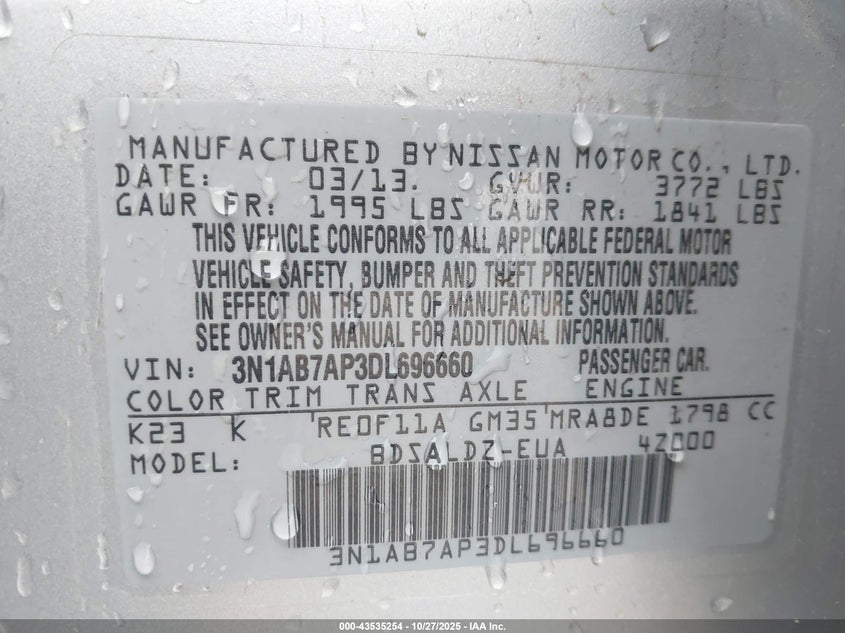 MANUFACTURED BY NISSAN MOTOR CO., LTD.
DATE: 03/13. GVWR: 3772 LBS
GAWR FR: 1995 LBS GAWR RR: 1841 LBS
THIS VEHICLE CONFORMS TO ALL APPLICABLE FEDERAL MOTOR
VEHICLE SAFETY, BUMPER AND THEFT PREVENTION STANDARDS
IN EFFECT ON THE DATE OF MANUFACTURE SHOWN ABOVE.
SEE OWNER'S MANUAL FOR ADDITIONAL INFORMATION.
VIN: 3N1AB7AP3DL696660 PASSENGER CAR.
COLOR TRIM TRANS AXLE ENGINE
K23 K RE0F11A GM35 MRA8DE 1798 CC
MODEL: BDSALDZ-EUA 4Z000
3N1AB7AP3DL696660
000-43535254 | 10/27/2025 | IAA Inc.